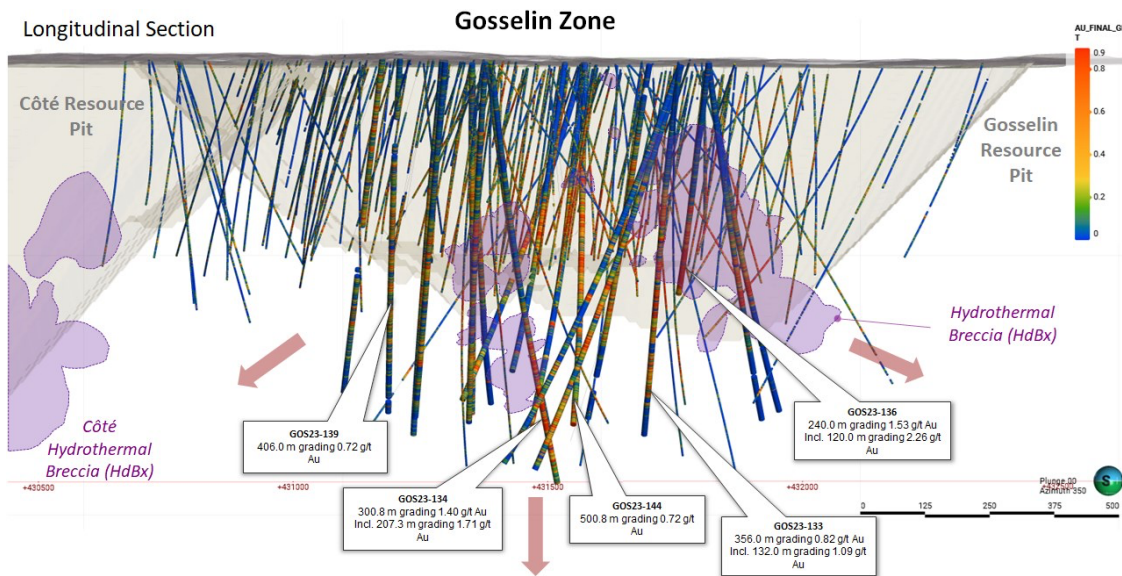 Gosselin Zone
Longitudinal Section
AU_FINAL_G
T
0.9
0.8
0.6
0.4
0.2
0
Côté Resource
Pit
Gosselin
Resource
Pit
Hydrothermal
Breccia (HdBx)
Côté
Hydrothermal
Breccia (HdBx)
GOS23-139
406.0 m grading 0.72 g/t
Au
GOS23-134
300.8 m grading 1.40 g/t Au
Incl. 207.3 m grading 1.71 g/t
Au
GOS23-144
500.8 m grading 0.72 g/t
GOS23-136
240.0 m grading 1.53 g/t Au
Incl. 120.0 m grading 2.26 g/t
Au
GOS23-133
356.0 m grading 0.82 g/t Au
Incl. 132.0 m grading 1.09 g/t
Au
+430500
+431000
+431500
+432000
Plunge 00
Azimuth 350
S
0
125
250
375
500